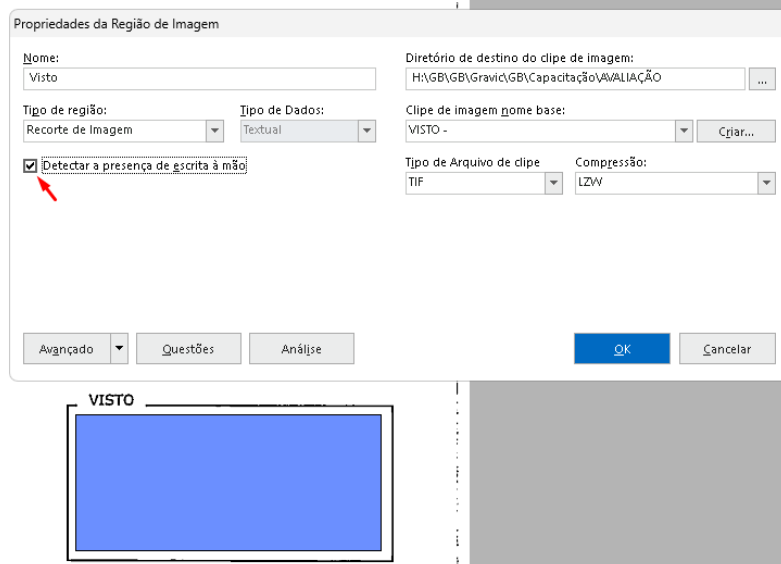 Propriedades da Região de Imagem
Nome:
Visto
Diretório de destino do clipe de imagem:
H:\GB\GB\Gravic\GB\Capacitação\AVALIAÇÃO
...
Tipo de região:
Recorte de Imagem
Tipo de Dados:
Textual
Clipe de imagem nome base:
VISTO -
Criar...
Detectar a presença de escrita à mão
Tipo de Arquivo de clipe
TIF
Compressão:
LZW
Avançado
Questões
Análise
OK
Cancelar
VISTO